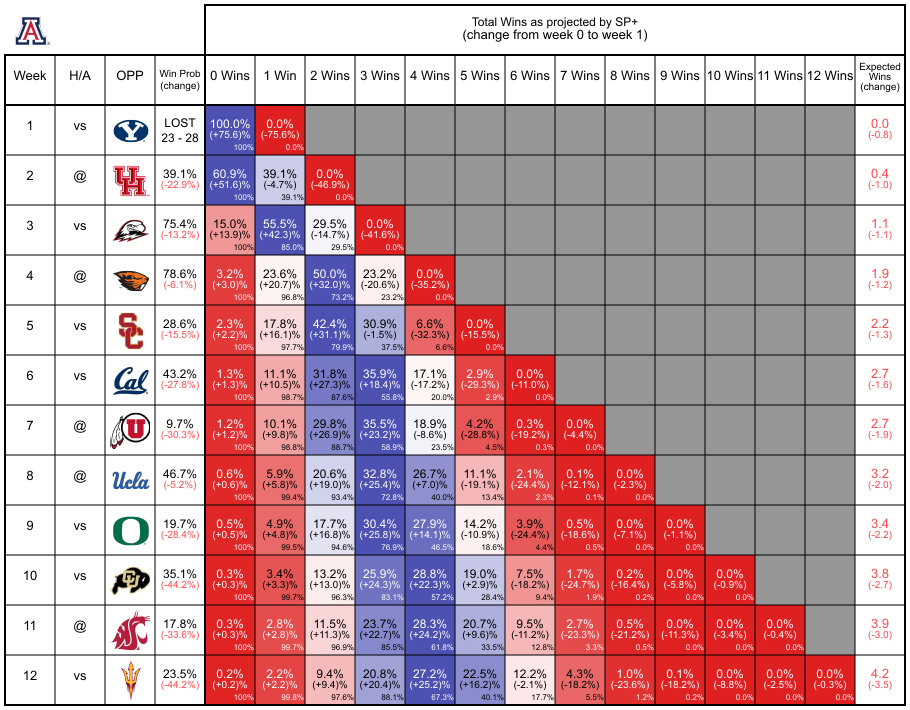 A
Total Wins as projected by SP+
(change from week 0 to week 1)
Week H/A OPP Win Prob (change) 0 Wins 1 Win 2 Wins 3 Wins 4 Wins 5 Wins 6 Wins 7 Wins 8 Wins 9 Wins 10 Wins 11 Wins 12 Wins Expected Wins (change)
1 vs Y LOST 100.0% 0.0% 0.0
23 - 28 (+75.6)% (-75.6)% (-0.8)
100% 0.0%
2 @ UH 39.1% 60.9% 39.1% 0.0% 0.4
(-22.9%) (+51.6)% (-4.7)% (-46.9)% (-1.0)
100% 39.1% 0.0%
3 vs 75.4% 15.0% 55.5% 29.5% 0.0% 1.1
(-13.2%) (+13.9)% (+42.3)% (-14.7)% (-41.6)% (-1.1)
100% 85.0% 29.5% 0.0%
4 @ 78.6% 3.2% 23.6% 50.0% 23.2% 0.0% 1.9
(-6.1%) (+3.0)% (+20.7)% (+32.0)% (-20.6)% (-35.2)% (-1.2)
100% 96.8% 73.2% 23.2% 0.0%
5 vs SC 28.6% 2.3% 17.8% 42.4% 30.9% 6.6% 0.0% 2.2
(-15.5%) (+2.2)% (+16.1)% (+31.1)% (-1.5)% (-32.3)% (-15.5)% (-1.3)
100% 97.7% 79.9% 37.5% 6.6% 0.0%
6 vs Cal 43.2% 1.3% 11.1% 31.8% 35.9% 17.1% 2.9% 0.0% 2.7
(-27.8%) (+1.3)% (+10.5)% (+27.3)% (+18.4)% (-17.2)% (-29.3)% (-11.0)% (-1.6)
100% 98.7% 87.6% 55.8% 20.0% 2.9% 0.0%
7 @ U 9.7% 1.2% 10.1% 29.8% 35.5% 18.9% 4.2% 0.3% 0.0% 2.7
(-30.3%) (+1.2)% (+9.8)% (+26.9)% (+23.2)% (-8.6)% (-28.8)% (-19.2)% (-4.4)% (-1.9)
100% 98.8% 88.7% 58.9% 23.5% 4.5% 0.3% 0.0%
8 @ Ucla 46.7% 0.6% 5.9% 20.6% 32.8% 26.7% 11.1% 2.1% 0.1% 0.0% 3.2
(-5.2%) (+0.6)% (+5.8)% (+19.0)% (+25.4)% (+7.0)% (-19.1)% (-24.4)% (-12.1)% (-2.3)% (-2.0)
100% 99.4% 93.4% 72.8% 40.0% 13.4% 2.3% 0.1% 0.0%
9 vs O 19.7% 0.5% 4.9% 17.7% 30.4% 27.9% 14.2% 3.9% 0.5% 0.0% 0.0% 3.4
(-28.4%) (+0.5)% (+4.8)% (+16.8)% (+25.8)% (+14.1)% (-10.9)% (-24.4)% (-18.6)% (-7.1)% (-1.1)% (-2.2)
100% 99.5% 94.6% 76.9% 46.5% 18.6% 4.4% 0.5% 0.0% 0.0%
10 vs CU 35.1% 0.3% 3.4% 13.2% 25.9% 28.8% 19.0% 7.5% 1.7% 0.2% 0.0% 0.0% 3.8
(-44.2%) (+0.3)% (+3.3)% (+13.0)% (+24.3)% (+22.3)% (+2.9)% (-18.2)% (-24.7)% (-16.4)% (-5.8)% (-0.9)% (-2.7)
100% 99.7% 96.3% 83.1% 57.2% 28.4% 9.4% 1.9% 0.2% 0.0% 0.0%
11 @ WSC 17.8% 0.3% 2.8% 11.5% 23.7% 28.3% 20.7% 9.5% 2.7% 0.5% 0.0% 0.0% 0.0% 3.9
(-33.6%) (+0.3)% (+2.8)% (+11.3)% (+22.7)% (+24.2)% (+9.6)% (-11.2)% (-23.3)% (-21.2)% (-11.3)% (-3.4)% (-0.4)% (-3.0)
100% 99.7% 96.9% 85.5% 61.8% 33.5% 12.8% 3.3% 0.5% 0.0% 0.0% 0.0%
12 vs 23.5% 0.2% 2.2% 9.4% 20.8% 27.2% 22.5% 12.2% 4.3% 1.0% 0.1% 0.0% 0.0% 0.0% 4.2
(-44.2%) (+0.2)% (+2.2)% (+9.4)% (+20.4)% (+25.2)% (+16.2)% (-2.1)% (-18.2)% (-23.6)% (-18.2)% (-8.8)% (-2.5)% (-0.3)% (-3.5)
100% 99.8% 97.6% 88.1% 67.3% 40.1% 17.7% 5.5% 1.2% 0.2% 0.0% 0.0% 0.0%